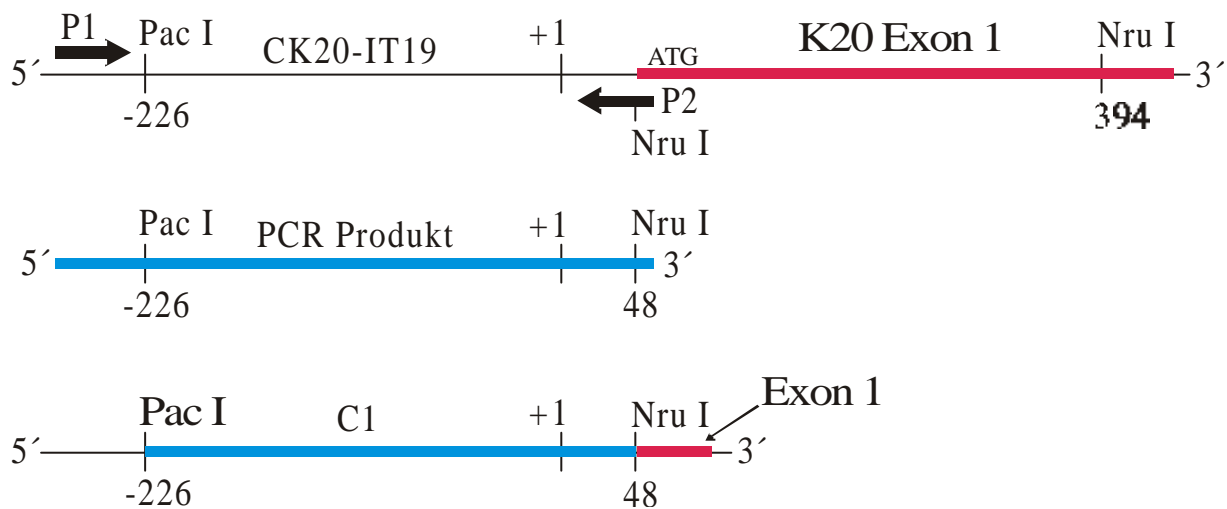 P1
Pac I CK20-IT19 +1 ATG K20 Exon 1 Nru I
5´ 3´
-226 P2 394
Nru I
Pac I PCR Produkt +1 Nru I
5´ 3´
-226 48
Exon 1
Pac I C1 +1 Nru I
5´ 3´
-226 48